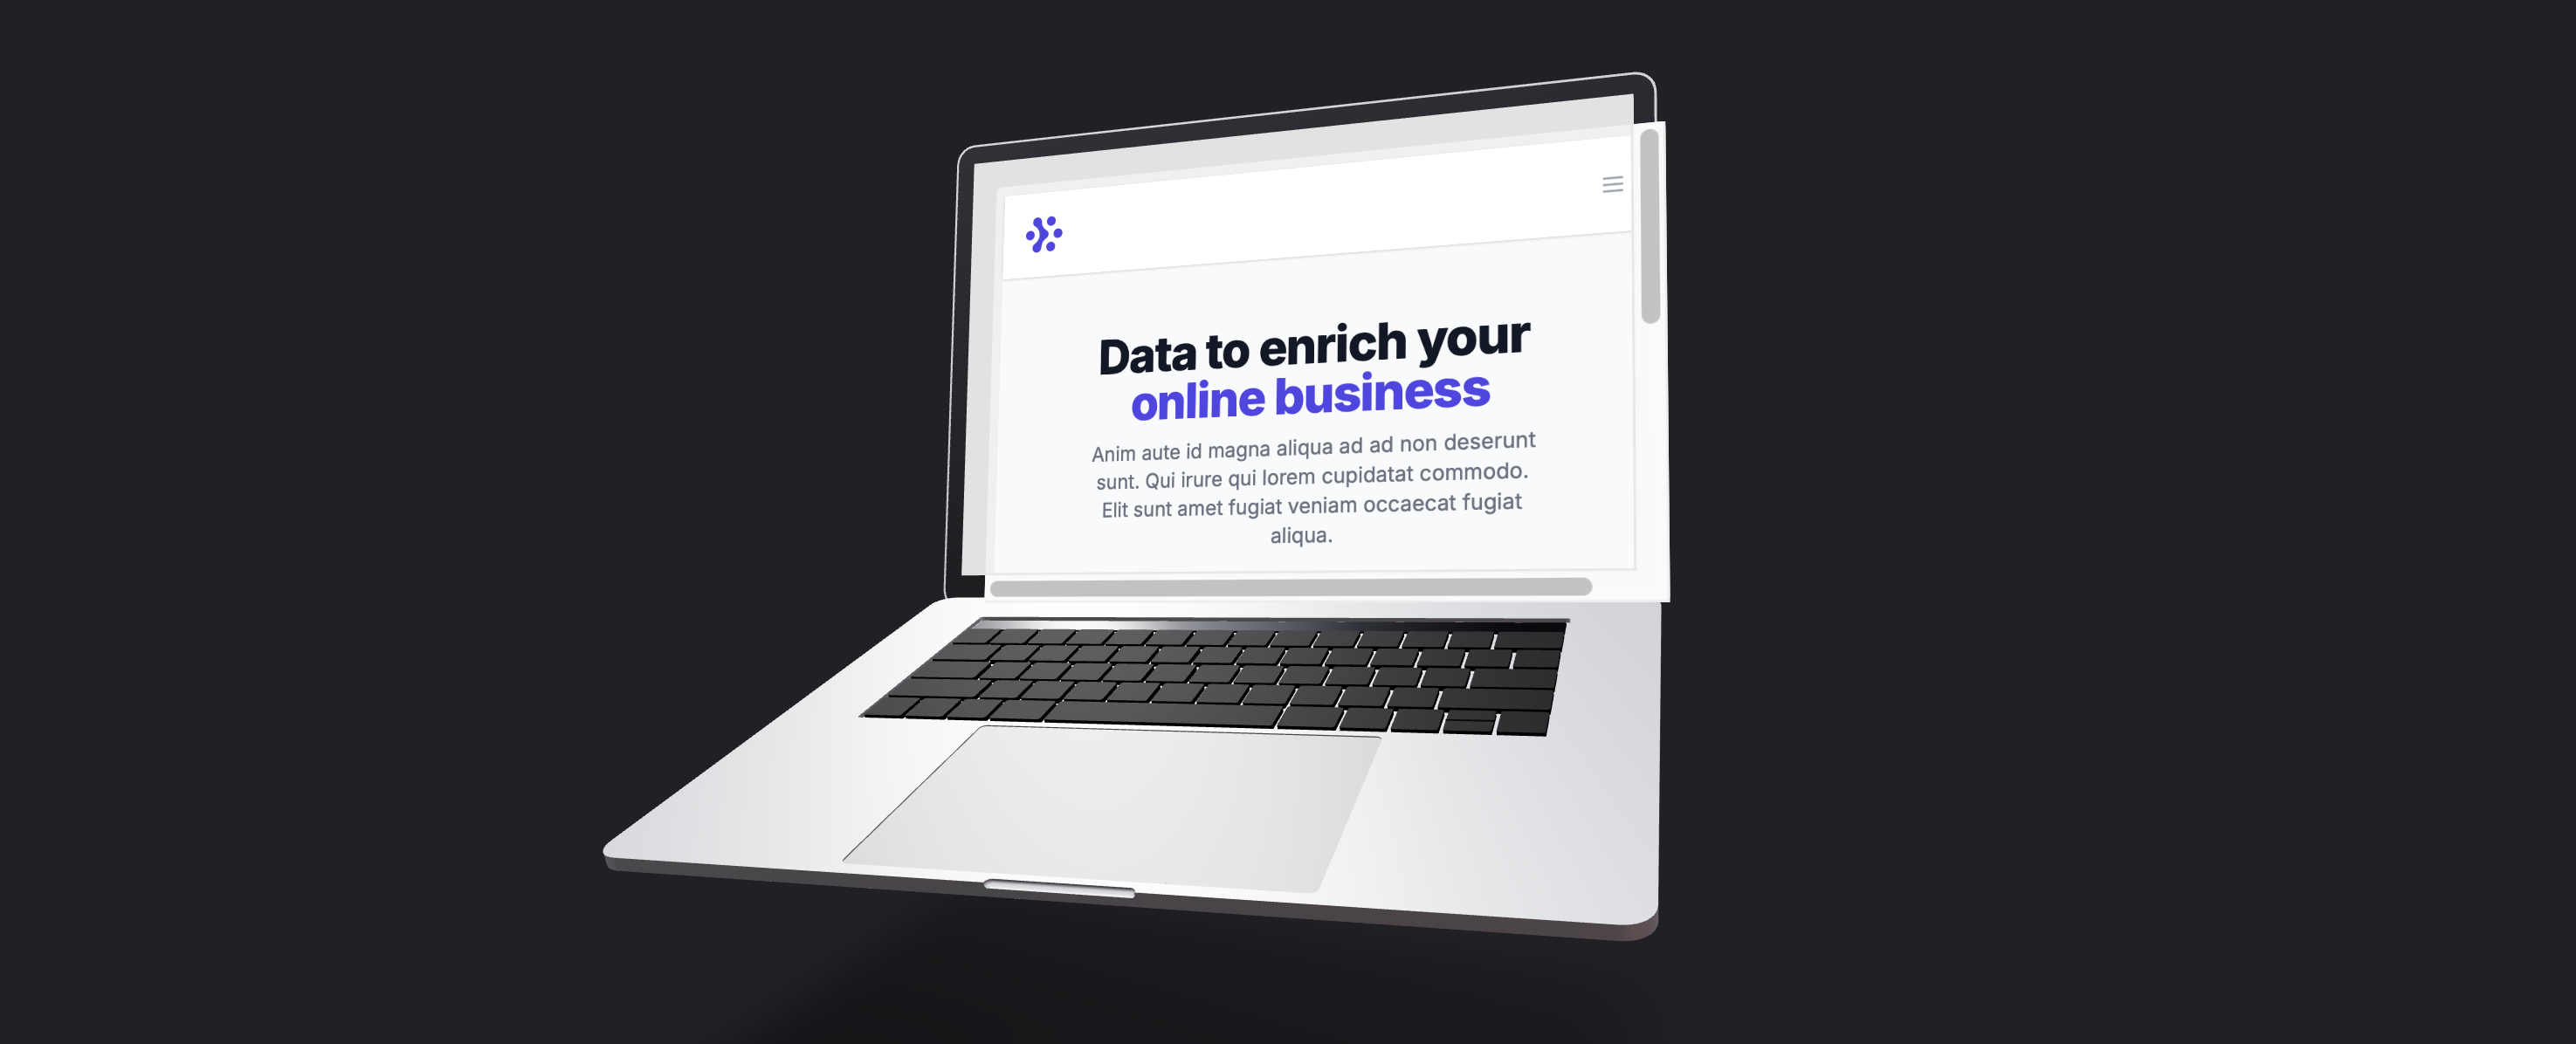 Data to enrich your
online business
Anim aute id magna aliqua ad ad non deserunt
sunt. Qui irure qui lorem cupidatat commodo.
Elit sunt amet fugiat veniam occaecat fugiat
aliqua.